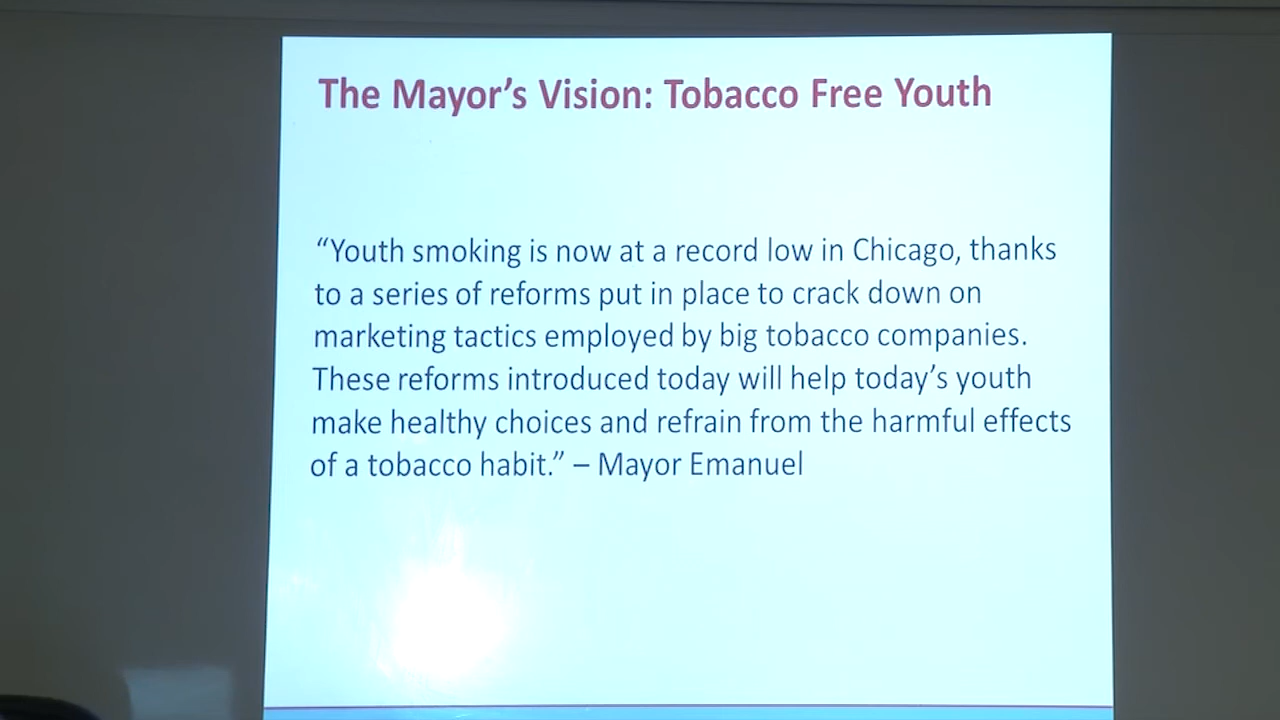 The Mayor’s Vision: Tobacco Free Youth
“Youth smoking is now at a record low in Chicago, thanks
to a series of reforms put in place to crack down on
marketing tactics employed by big tobacco companies.
These reforms introduced today will help today’s youth
make healthy choices and refrain from the harmful effects
of a tobacco habit.” – Mayor Emanuel